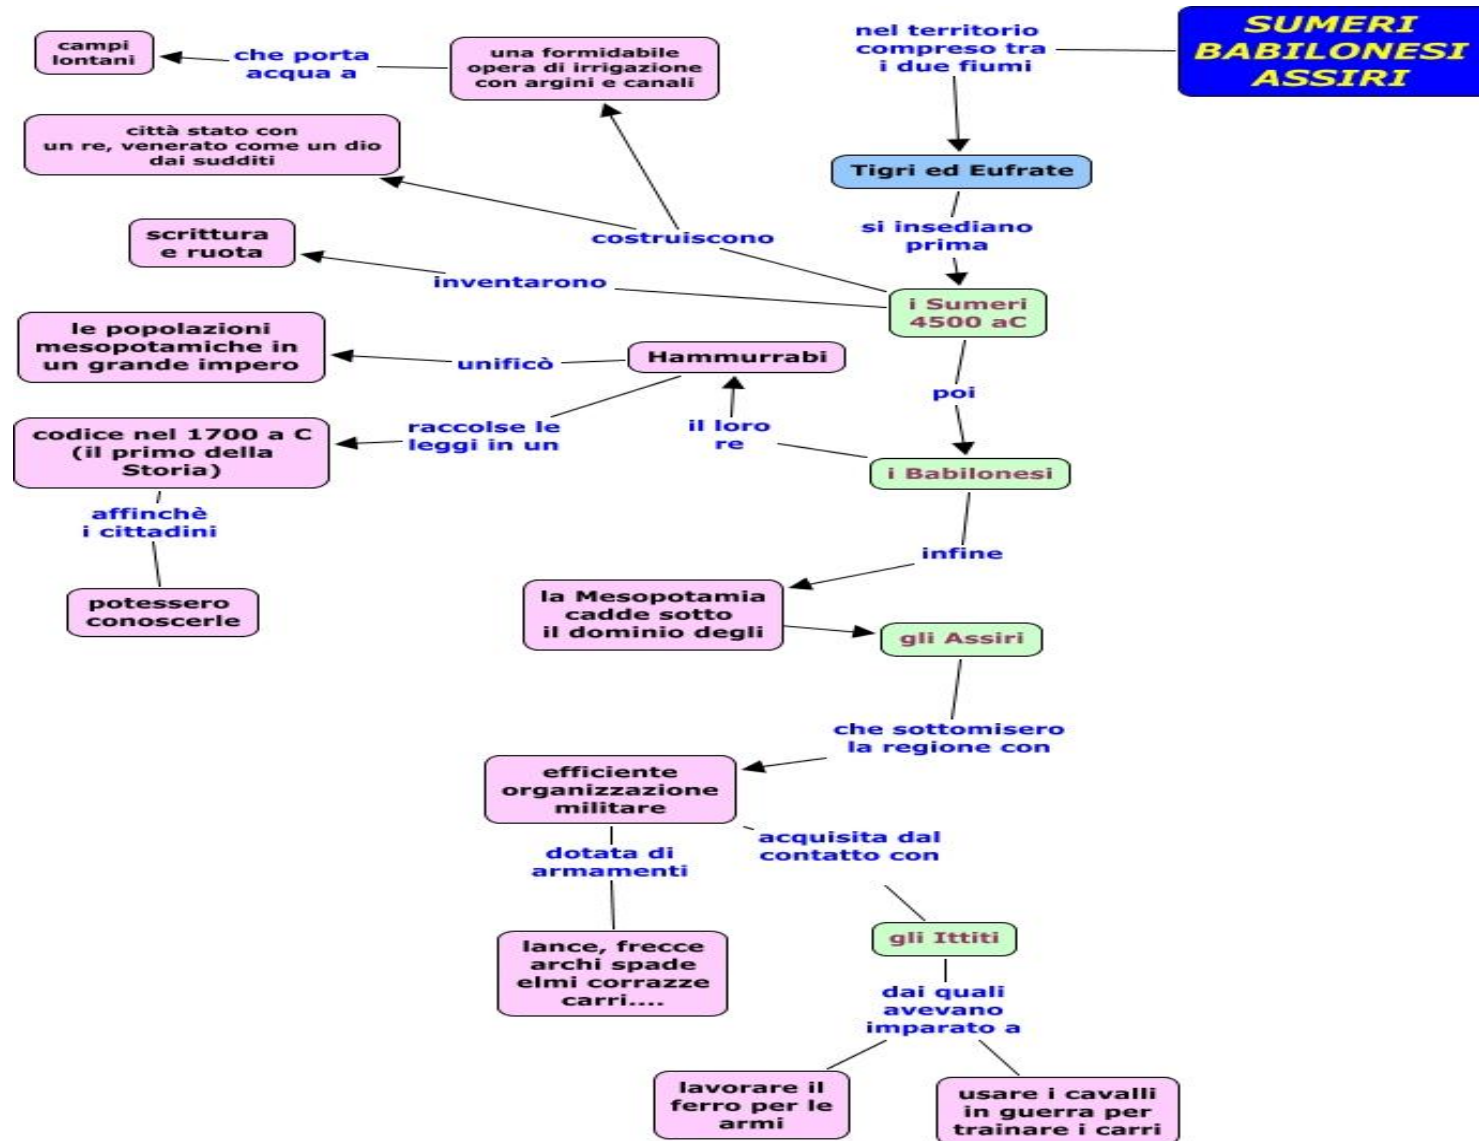 SUMERI
BABILONESI
ASSIRI
nel territorio
compreso tra
i due fiumi
Tigri ed Eufrate
si insediano
prima
i Sumeri
4500 aC
costruiscono
una formidabile
opera di irrigazione
con argini e canali
che porta
acqua a
campi
lontani
città stato con
un re, venerato come un dio
dai sudditi
inventarono
scrittura
e ruota
poi
i Babilonesi
il loro
re
Hammurrabi
unificò
le popolazioni
mesopotamiche in
un grande impero
raccolse le
leggi in un
codice nel 1700 a C
(il primo della
Storia)
affinchè
i cittadini
potessero
conoscerle
infine
la Mesopotamia
cadde sotto
il dominio degli
gli Assiri
che sottomisero
la regione con
efficiente
organizzazione
militare
dotata di
armamenti
lance, frecce
archi spade
elmi corrazze
carri....
acquisita dal
contatto con
gli Ittiti
dai quali
avevano
imparato a
lavorare il
ferro per le
armi
usare i cavalli
in guerra per
trainare i carri